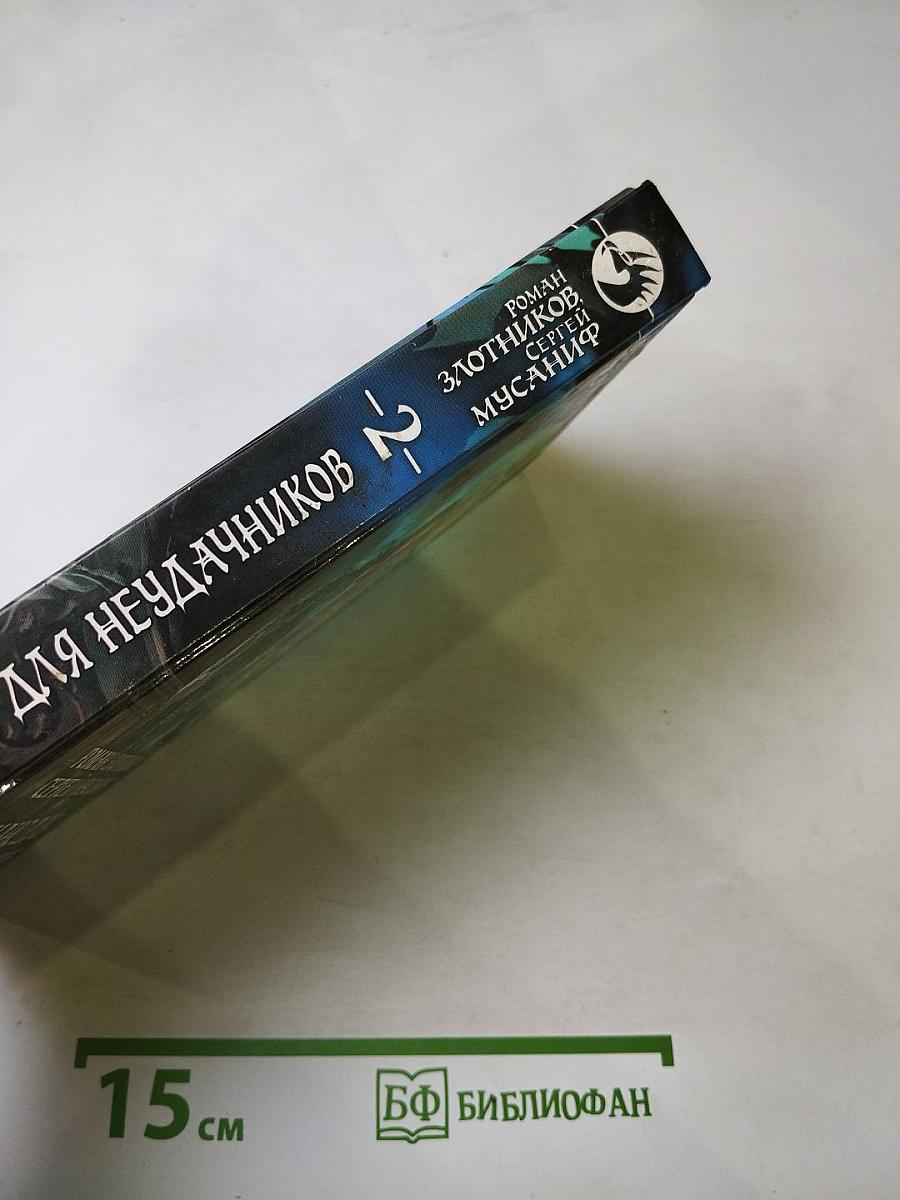 РОМАН
ЗЛОТНИКОВ,
СЕРГЕЙ
МУСАНИФ
-2-
ДЛЯ НЕУДАЧНИКОВ
15 см
БФ БИБЛИОФАН